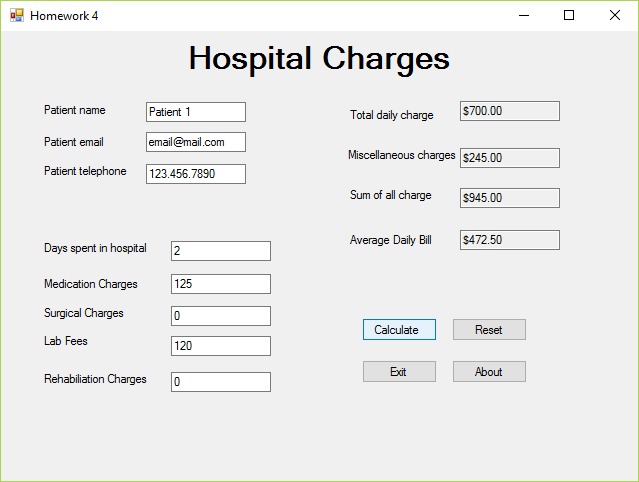 Homework 4
Hospital Charges
Patient name Patient 1
Patient email email@mail.com
Patient telephone 123.456.7890
Total daily charge $700.00
Miscellaneous charges $245.00
Sum of all charge $945.00
Average Daily Bill $472.50
Days spent in hospital 2
Medication Charges 125
Surgical Charges 0
Lab Fees 120
Rehabiliation Charges 0
Calculate Reset
Exit About